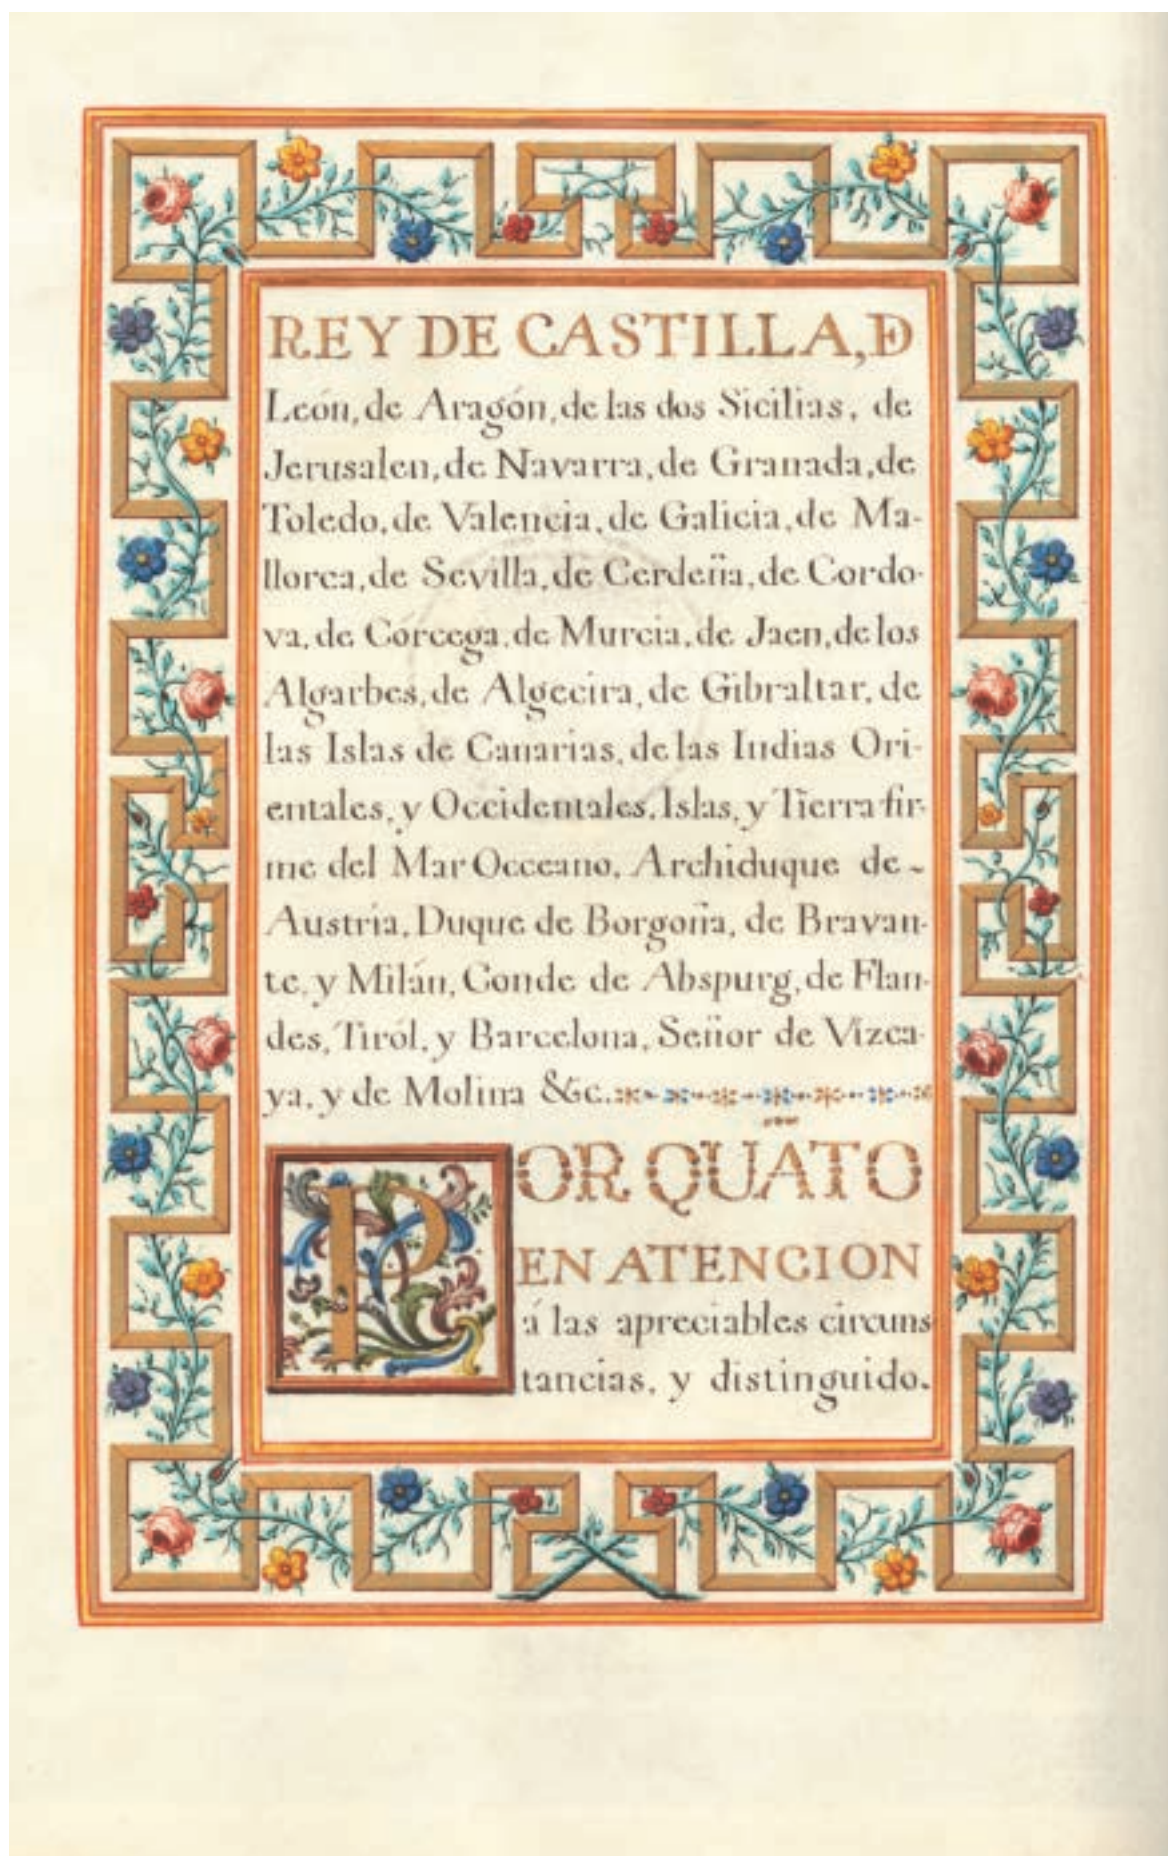 REY DE CASTILLA, DE
León, de Aragón, de las dos Sicilias, de
Jerusalen, de Navarra, de Granada, de
Toledo, de Valencia, de Galicia, de Ma-
llorca, de Sevilla, de Cerdeña, de Cordo-
va, de Corcega, de Murcia, de Jaen, de los
Algarbes, de Algecira, de Gibraltar, de
las Islas de Canarias, de las Indias Ori-
entales, y Occidentales, Islas, y Tierra fir-
me del Mar Occeano, Archiduque de
Austria, Duque de Borgoña, de Bravan-
te, y Milán, Conde de Abspurg, de Flan-
des, Tiról, y Barcelona, Señor de Vizca-
ya, y de Molina &c.
POR QUATO
EN ATENCION
á las apreciables circuns
tancias, y distinguido.